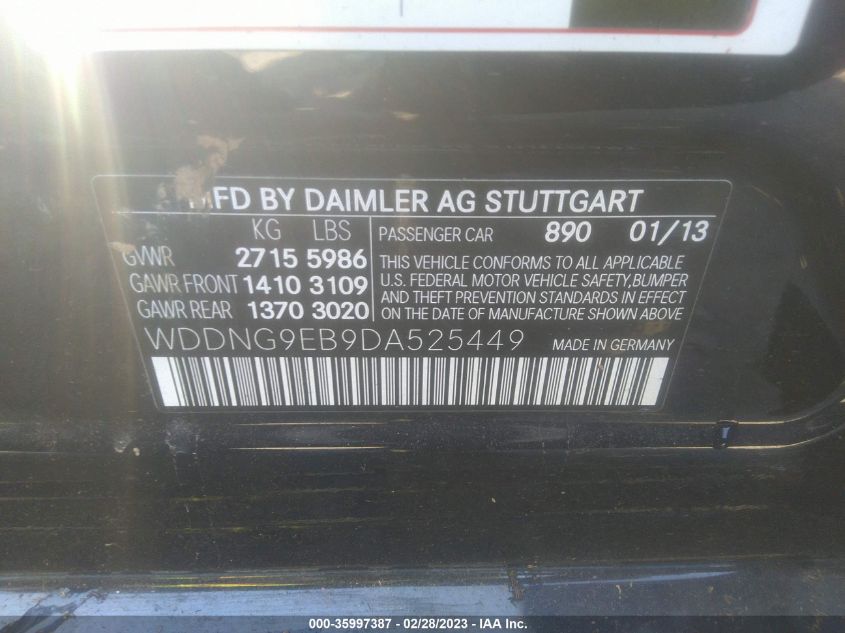 MFD BY DAIMLER AG STUTTGART
KG LBS
GVWR 2715 5986
GAWR FRONT 1410 3109
GAWR REAR 1370 3020
PASSENGER CAR 890 01/13
THIS VEHICLE CONFORMS TO ALL APPLICABLE
U.S. FEDERAL MOTOR VEHICLE SAFETY, BUMPER
AND THEFT PREVENTION STANDARDS IN EFFECT
ON THE DATE OF MANUFACTURE SHOWN ABOVE.
WDDNG9EB9DA525449 MADE IN GERMANY
000-35997387 - 02/28/2023 - IAA Inc.